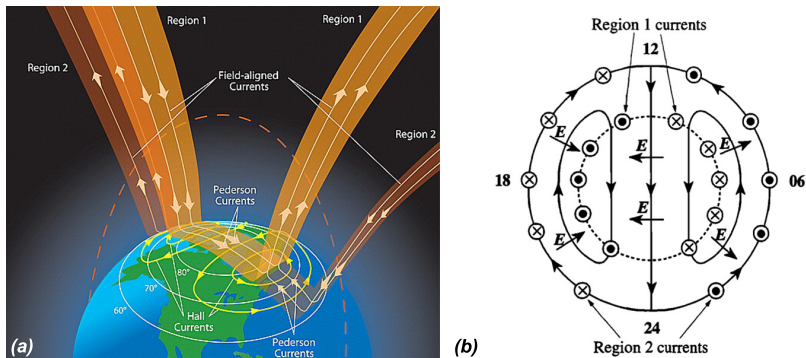 Region 1
Region 1
Region 2
Field-aligned
Currents
Region 2
Pederson
Currents
80°
70°
60°
Hall
Currents
Pederson
Currents
(a)
Region 1 currents
12
E
E
E
18
06
E
E
E
24
Region 2 currents
(b)